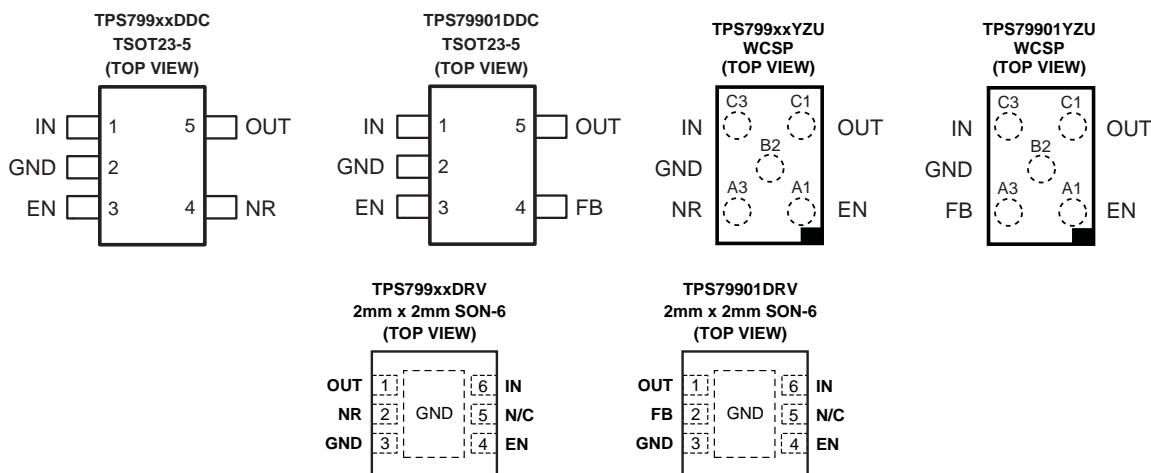 TPS799xxDDC
TSOT23-5
(TOP VIEW)
IN 1 5 OUT
GND 2
EN 3 4 NR
TPS79901DDC
TSOT23-5
(TOP VIEW)
IN 1 5 OUT
GND 2
EN 3 4 FB
TPS799xxYZU
WCSP
(TOP VIEW)
C3 C1
IN OUT
B2
GND
A3 A1
NR EN
TPS79901YZU
WCSP
(TOP VIEW)
C3 C1
IN OUT
B2
GND
A3 A1
FB EN
TPS799xxDRV
2mm x 2mm SON-6
(TOP VIEW)
OUT 1 6 IN
NR 2 GND 5 N/C
GND 3 4 EN
TPS79901DRV
2mm x 2mm SON-6
(TOP VIEW)
OUT 1 6 IN
FB 2 GND 5 N/C
GND 3 4 EN